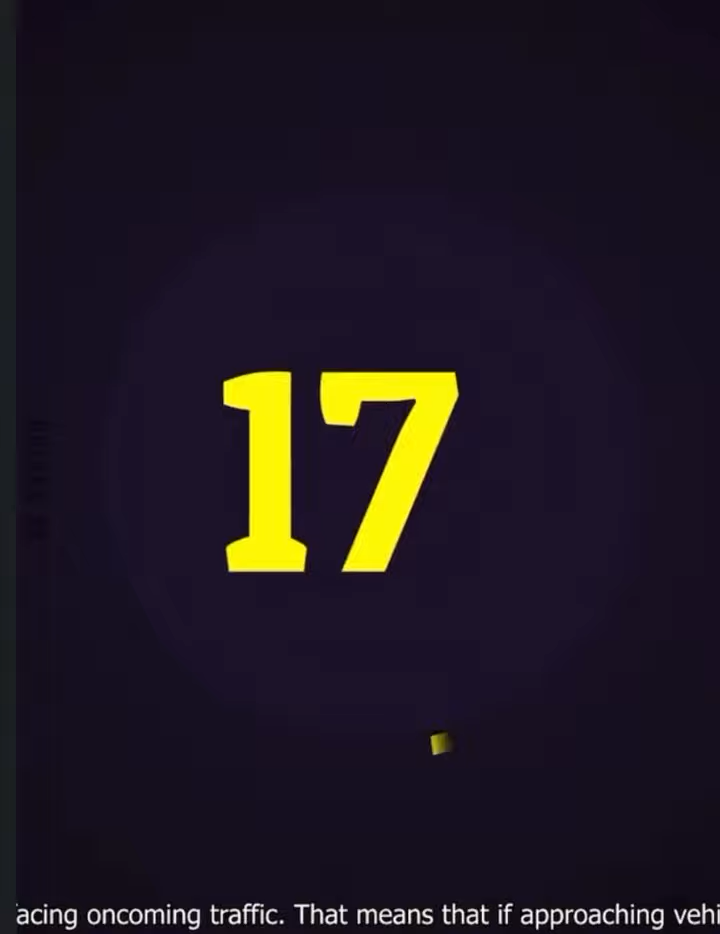 17
acing oncoming traffic. That means that if approaching vehi